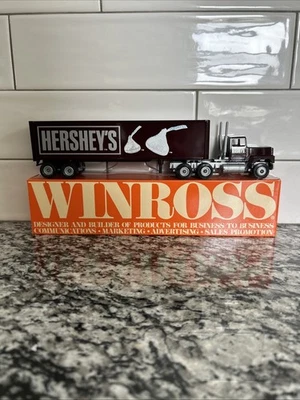 HERSHEY'S
WINROSS
DESIGNER AND BUILDER OF PRODUCTS FOR BUSINESS TO BUSINESS
COMMUNICATIONS • MARKETING • ADVERTISING • SALES PROMOTION